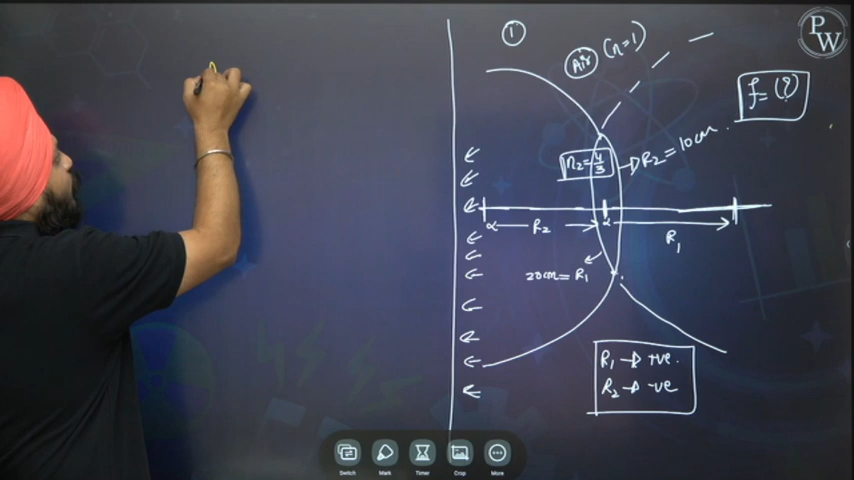 1
Air (n=1)
PW
f= (?)
n2=4/3
R2=10cm.
R2
R1
20cm= R1
R1 → +ve.
R2 → -ve
Switch
Mark
Timer
Crop
More